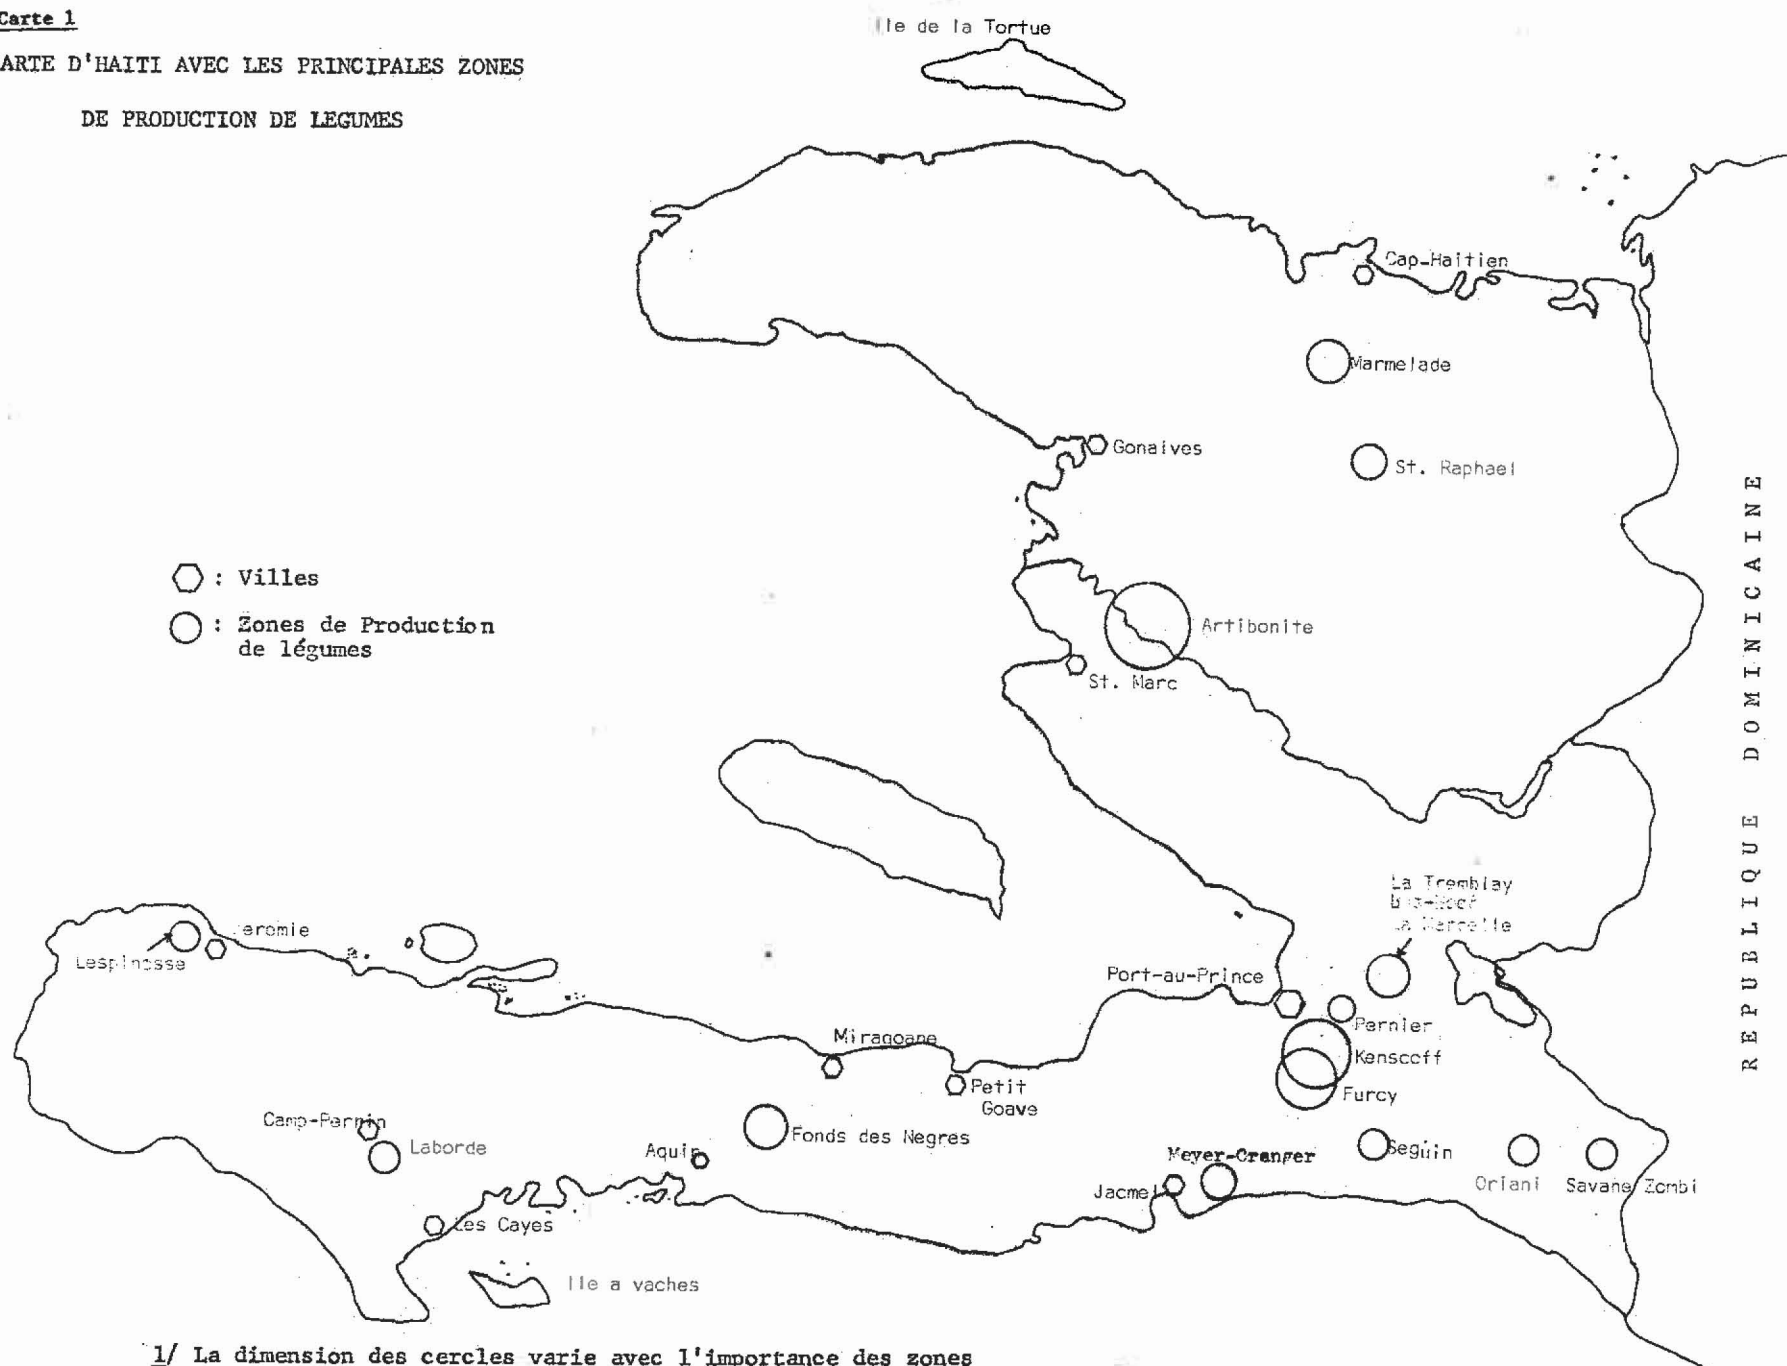 Carte 1
ARTE D'HAITI AVEC LES PRINCIPALES ZONES
DE PRODUCTION DE LEGUMES
Ile de la Tortue
Cap-Haitien
Marmelade
Gonaives
St. Raphael
: Villes
: Zones de Production
de légumes
Artibonite
St. Marc
REPUBLIQUE DOMINICAINE
La Tremblay
eromie
Lespinasse
Port-au-Prince
Pernier
Miragoane
Kenscoff
Petit
Goave
Furcy
Camp-Perrin
Laborde
Fonds des Negres
Aquin
Meyer-Cranger
Seguin
Jacmel
Oriani
Savane Zombi
Les Cayes
Ile a vaches
1/ La dimension des cercles varie avec l'importance des zones